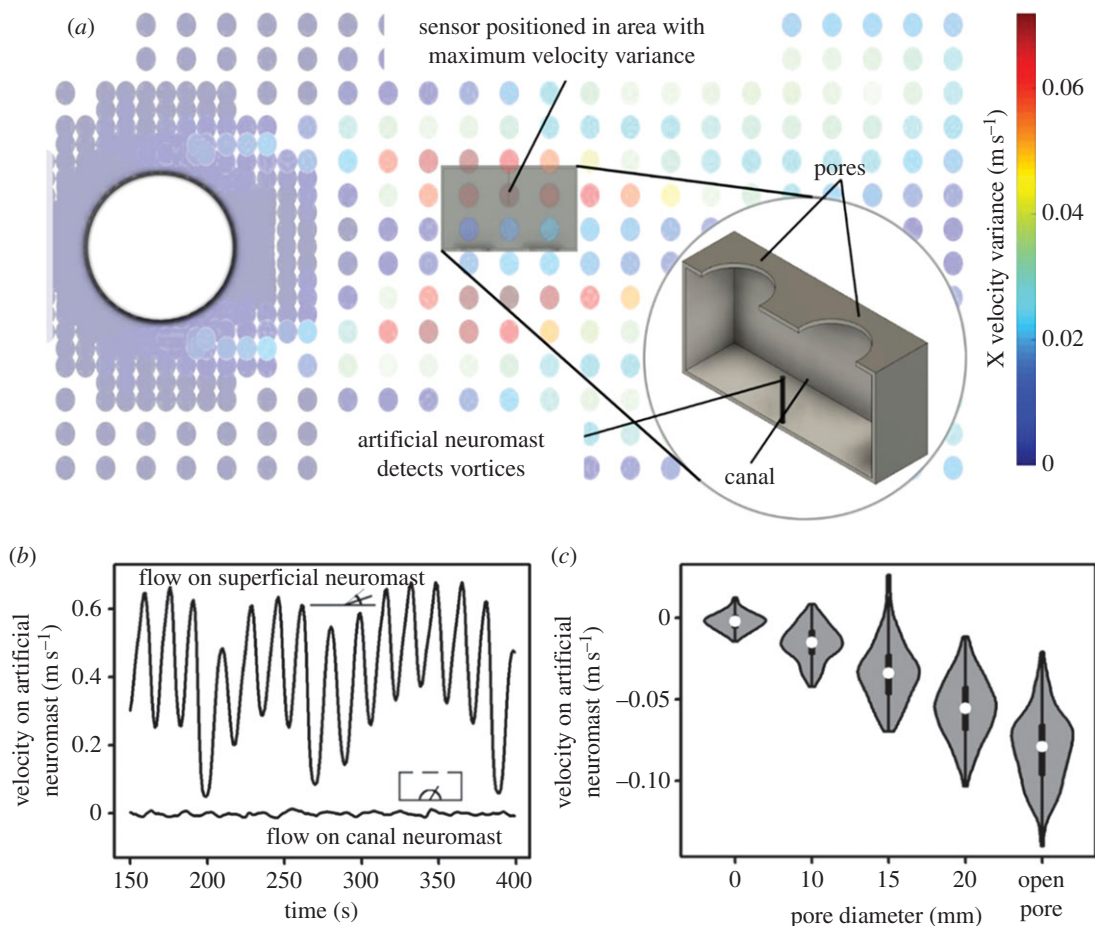 (a)
sensor positioned in area with
maximum velocity variance
pores
artificial neuromast
detects vortices
canal
X velocity variance (m s⁻¹)
0.06
0.04
0.02
0
(b)
flow on superficial neuromast
flow on canal neuromast
velocity on artificial
neuromast (m s⁻¹)
0.6
0.4
0.2
0
150 200 250 300 350 400
time (s)
(c)
velocity on artificial
neuromast (m s⁻¹)
0
−0.05
−0.10
0 10 15 20 open
pore
pore diameter (mm)